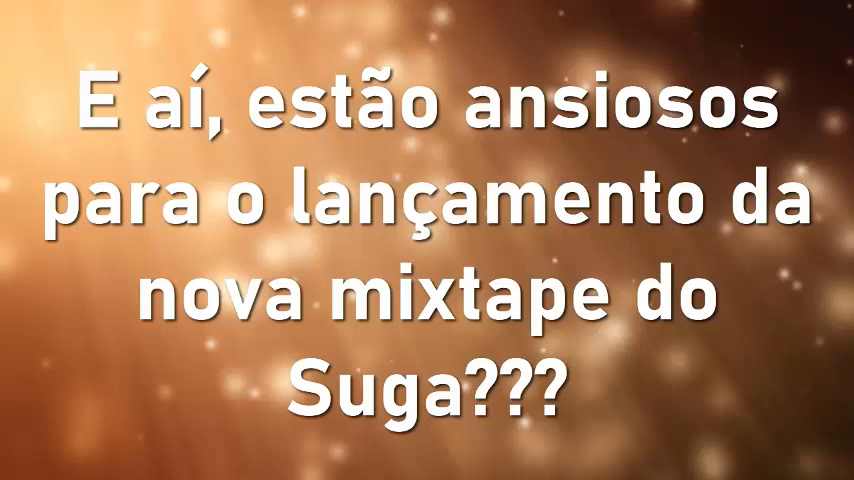 E aí, estão ansiosos
para o lançamento da
nova mixtape do
Suga???